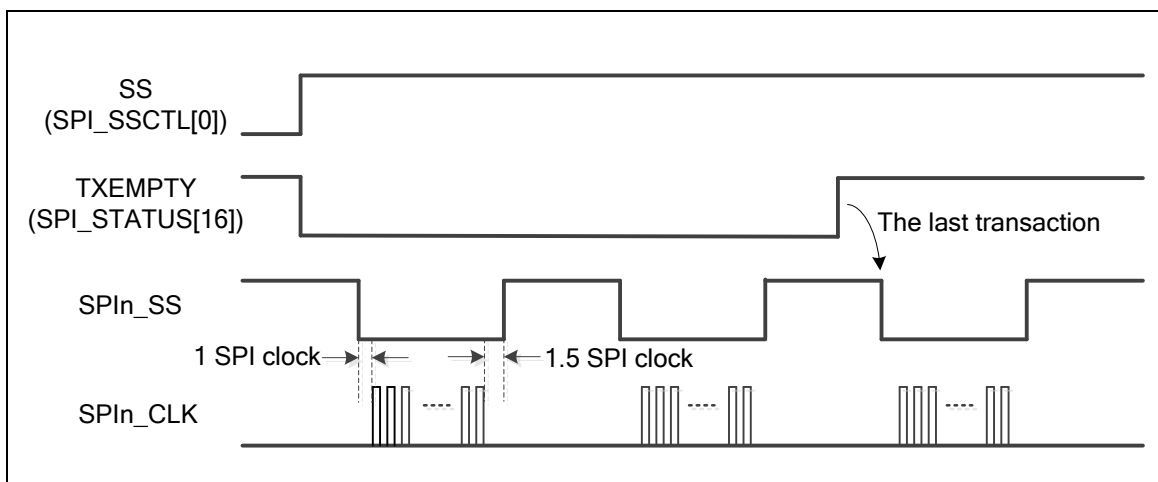 SS
(SPI_SSCTL[0])
TXEMPTY
(SPI_STATUS[16])
The last transaction
SPIn_SS
1 SPI clock
1.5 SPI clock
SPIn_CLK